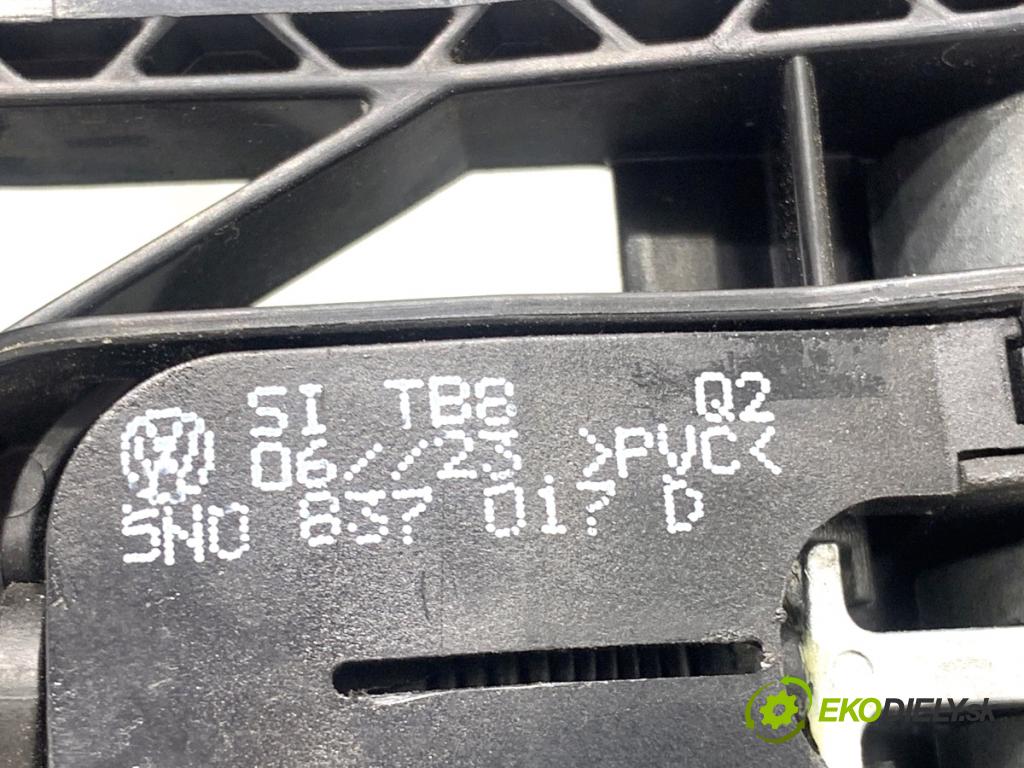 SI TB8 Q2
06//23 >PVC<
5N0 837 017 D
EKODIELY.sk